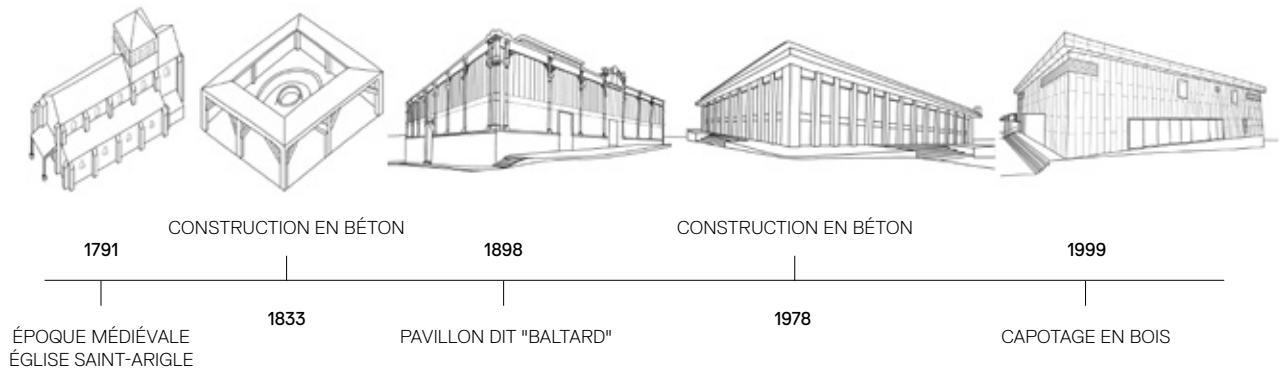 CONSTRUCTION EN BÉTON
CONSTRUCTION EN BÉTON
1791
1898
1999
1833
1978
ÉPOQUE MÉDIÉVALE
ÉGLISE SAINT-ARIGLE
PAVILLON DIT "BALTARD"
CAPOTAGE EN BOIS